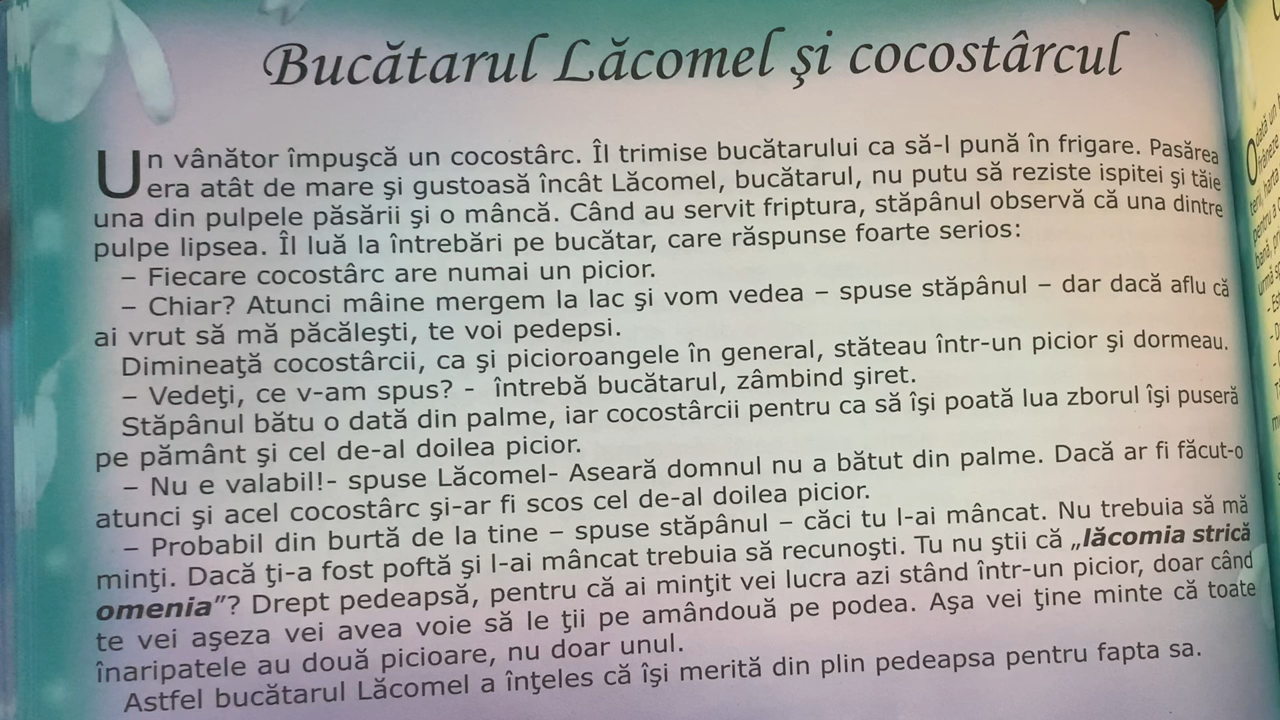 Bucătarul Lăcomel şi cocostârcul
Un vânător împuşcă un cocostârc. Îl trimise bucătarului ca să-l pună în frigare. Pasărea
era atât de mare şi gustoasă încât Lăcomel, bucătarul, nu putu să reziste ispitei şi tăie
una din pulpele păsării şi o mâncă. Când au servit friptura, stăpânul observă că una dintre
pulpe lipsea. Îl luă la întrebări pe bucătar, care răspunse foarte serios:
– Fiecare cocostârc are numai un picior.
– Chiar? Atunci mâine mergem la lac şi vom vedea – spuse stăpânul – dar dacă aflu că
ai vrut să mă păcăleşti, te voi pedepsi.
Dimineaţă cocostârcii, ca şi picioroangele în general, stăteau într-un picior şi dormeau.
– Vedeţi, ce v-am spus? - întrebă bucătarul, zâmbind şiret.
Stăpânul bătu o dată din palme, iar cocostârcii pentru ca să îşi poată lua zborul îşi puseră
pe pământ şi cel de-al doilea picior.
– Nu e valabil!- spuse Lăcomel- Aseară domnul nu a bătut din palme. Dacă ar fi făcut-o
atunci şi acel cocostârc şi-ar fi scos cel de-al doilea picior.
– Probabil din burtă de la tine – spuse stăpânul – căci tu l-ai mâncat. Nu trebuia să mă
minţi. Dacă ţi-a fost poftă şi l-ai mâncat trebuia să recunoşti. Tu nu ştii că „lăcomia strică
omenia"? Drept pedeapsă, pentru că ai minţit vei lucra azi stând într-un picior, doar când
te vei aşeza vei avea voie să le ţii pe amândouă pe podea. Aşa vei ţine minte că toate
înaripatele au două picioare, nu doar unul.
Astfel bucătarul Lăcomel a înţeles că îşi merită din plin pedeapsa pentru fapta sa.